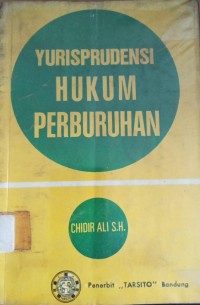 YURISPRUDENSI
HUKUM
PERBURUHAN
CHIDIR ALI S.H.
Penerbit „TARSITO" Bandung